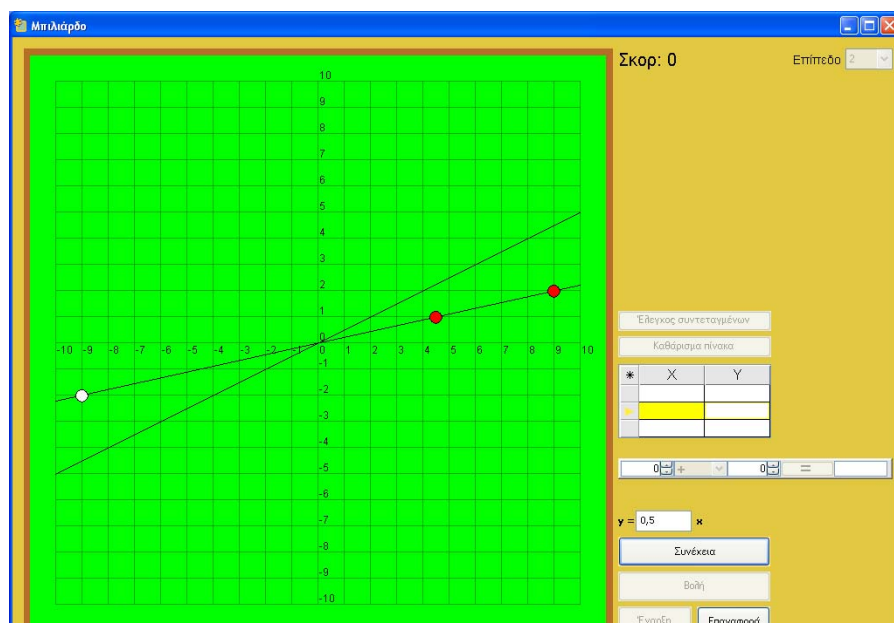 Μπιλιάρδο
Σκορ: 0
Επίπεδο 2
10
9
8
7
6
5
4
3
2
1
0
-10 -9 -8 -7 -6 -5 -4 -3 -2 -1 0 1 2 3 4 5 6 7 8 9 10
-1
-2
-3
-4
-5
-6
-7
-8
-9
-10
Έλεγχος συντεταγμένων
Καθάρισμα πίνακα
* X Y
0 + 0 =
y = 0,5 x
Συνέχεια
Βολή
Έναρξη Επαναφορά